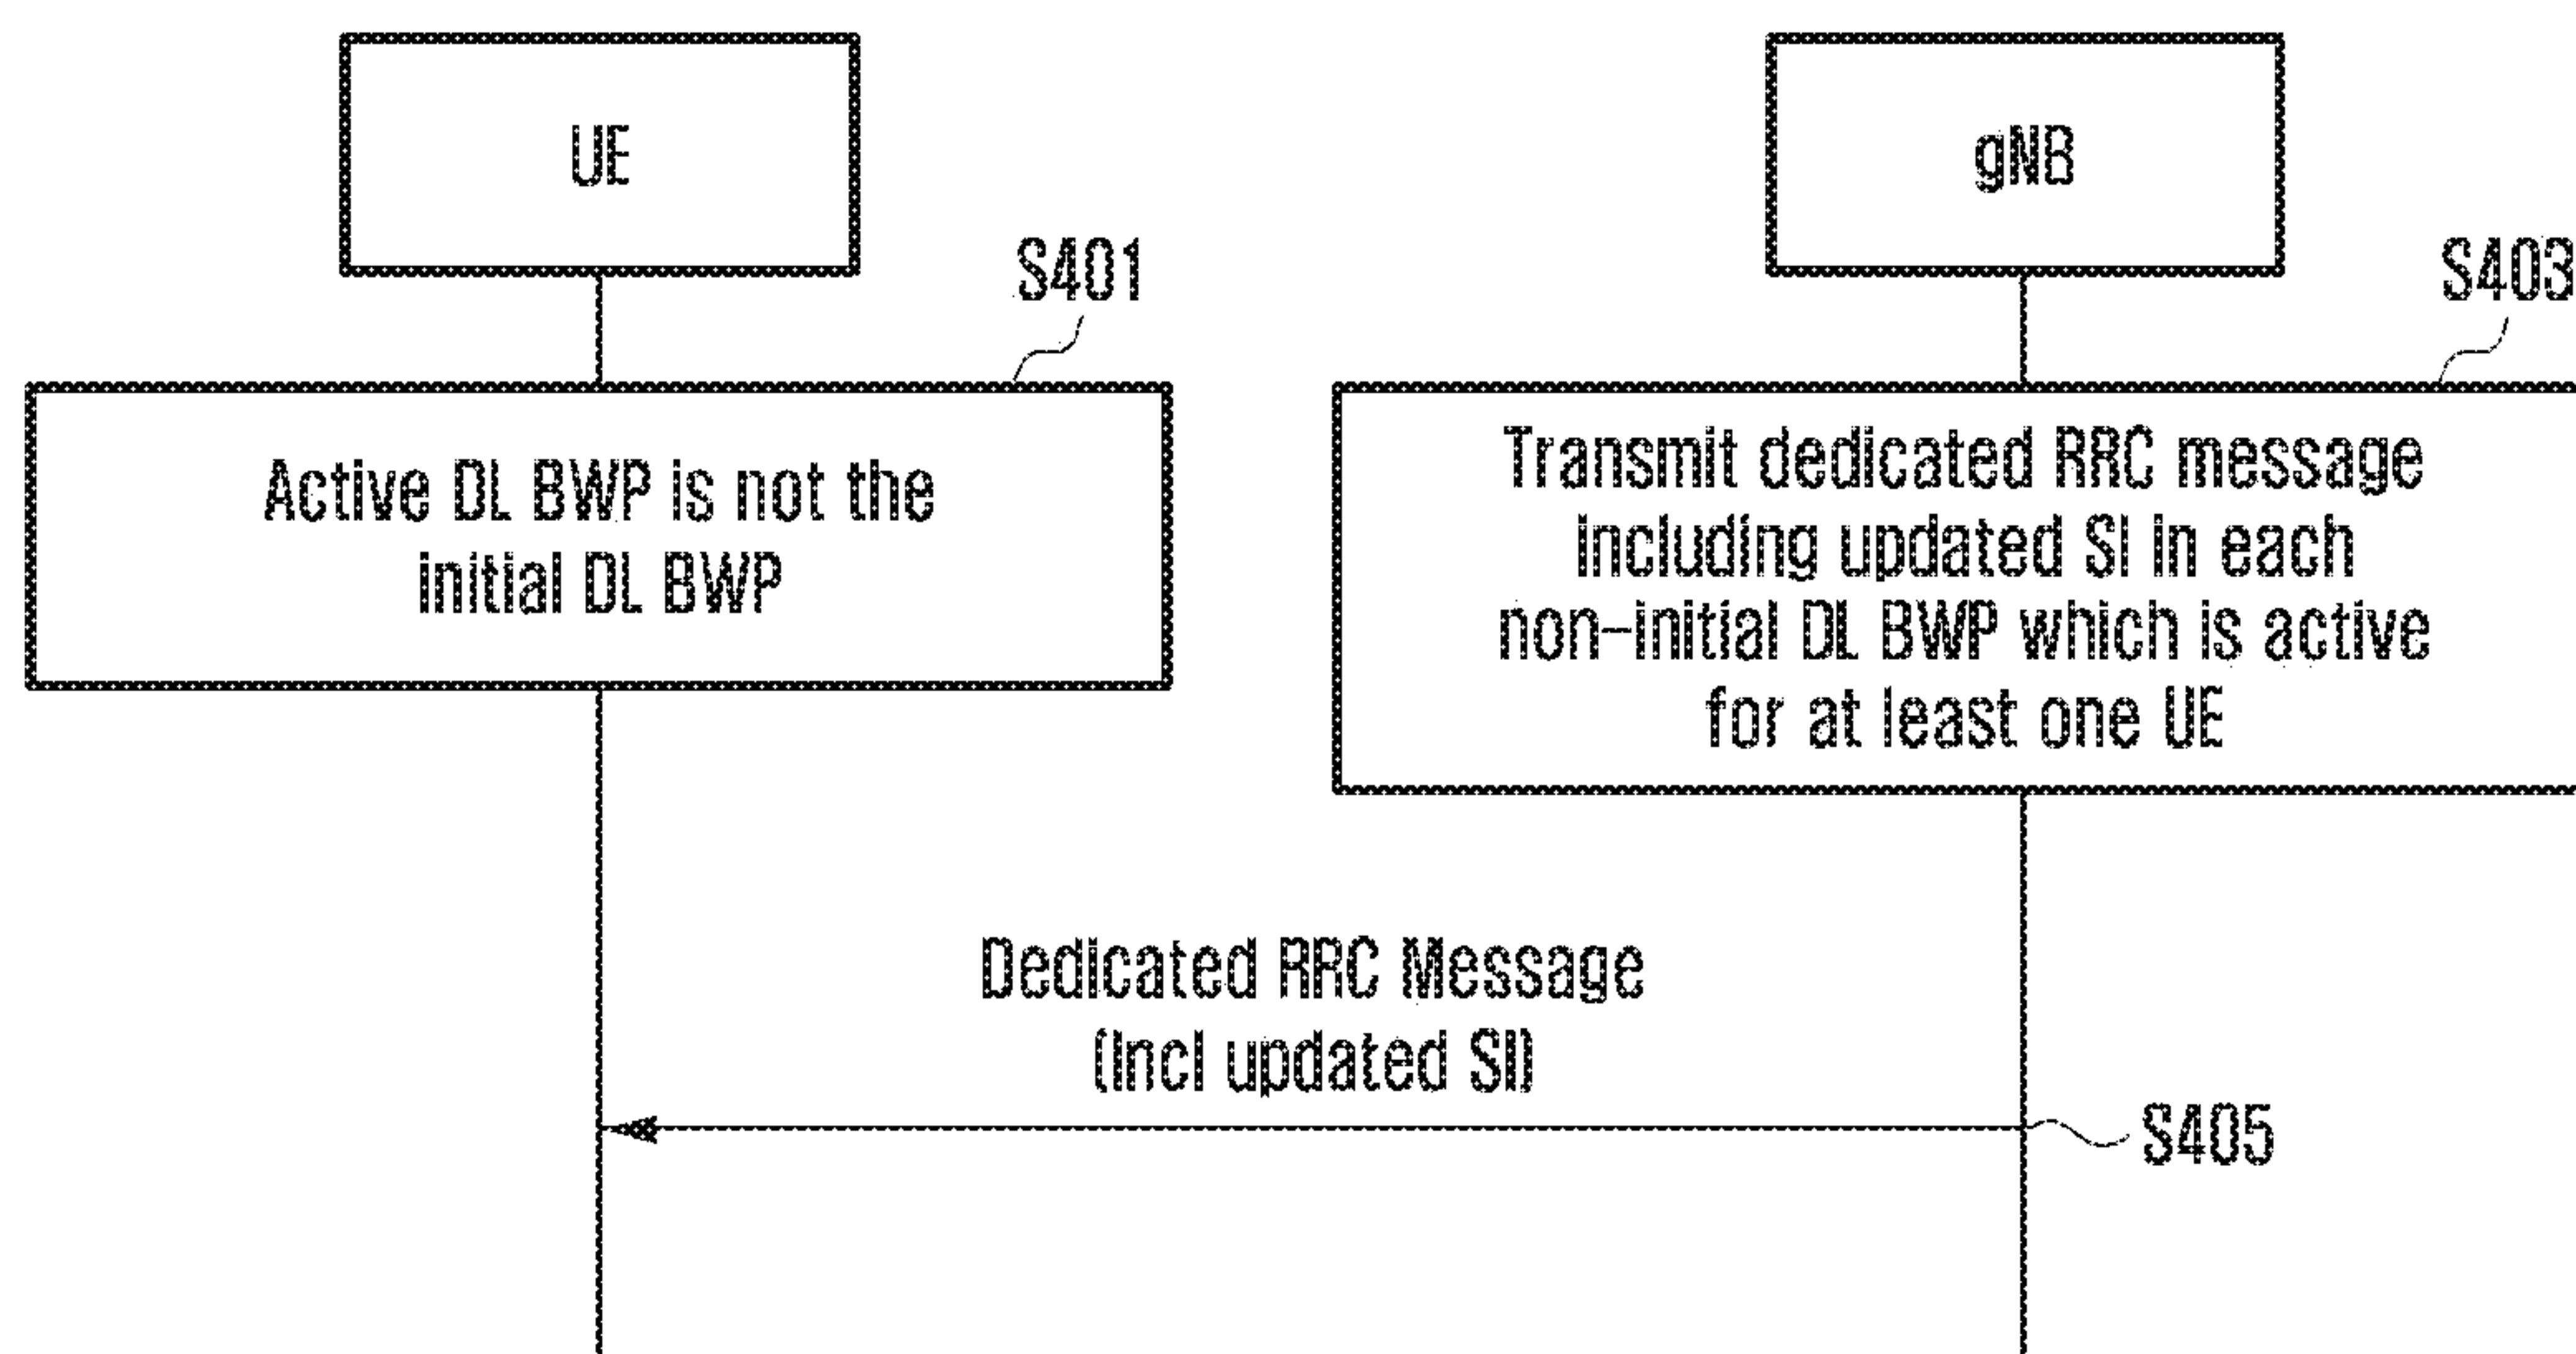 UE
gNB
S401
S403
Active DL BWP is not the
initial DL BWP
Transmit dedicated RRC message
including updated SI in each
non-initial DL BWP which is active
for at least one UE
Dedicated RRC Message
(Incl updated SI)
S405